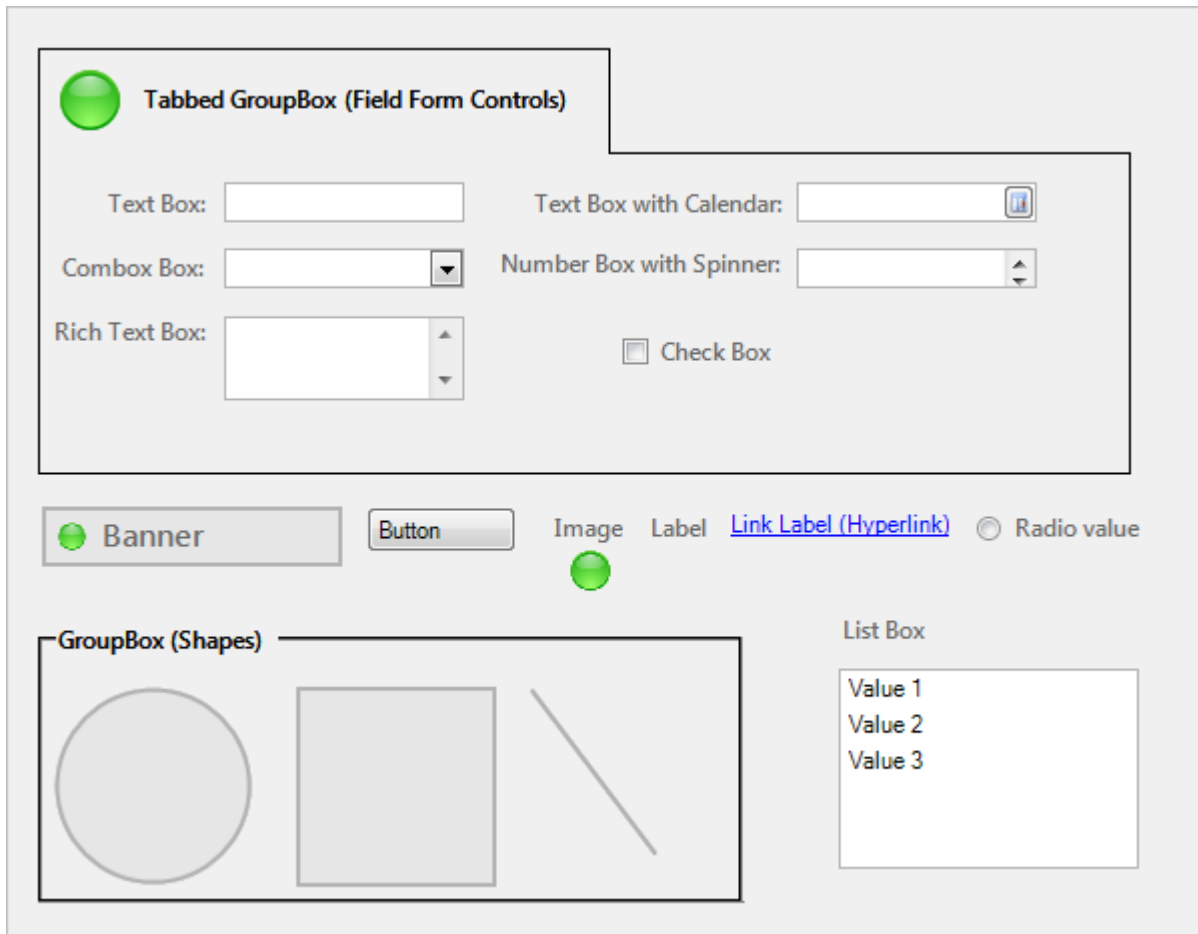 Tabbed GroupBox (Field Form Controls)
Text Box:
Text Box with Calendar:
Combox Box:
Number Box with Spinner:
Rich Text Box:
Check Box
Banner
Button
Image
Label
Link Label (Hyperlink)
Radio value
GroupBox (Shapes)
List Box
Value 1
Value 2
Value 3